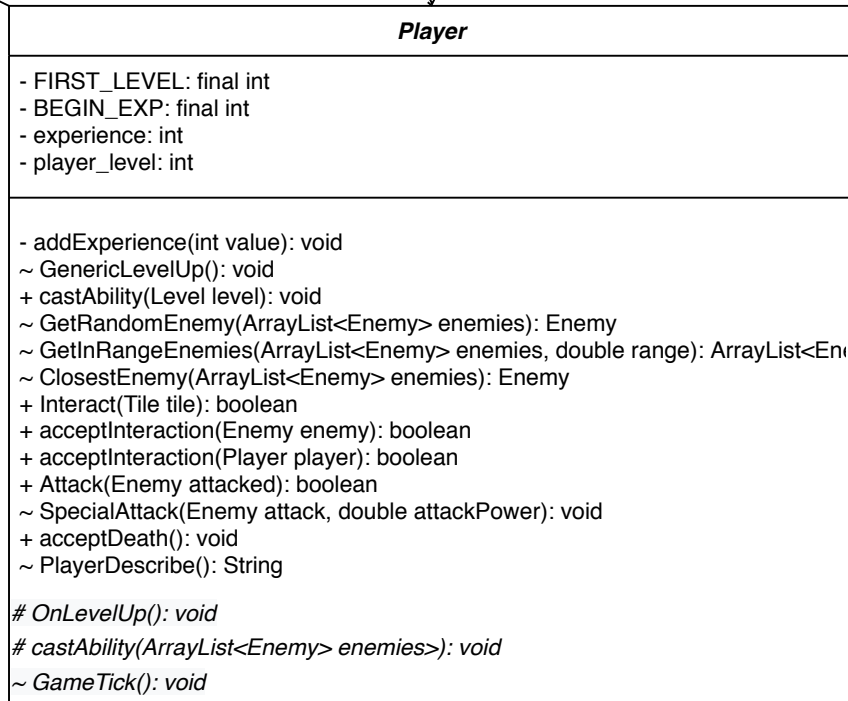 Player
- FIRST_LEVEL: final int
- BEGIN_EXP: final int
- experience: int
- player_level: int
- addExperience(int value): void
~ GenericLevelUp(): void
+ castAbility(Level level): void
~ GetRandomEnemy(ArrayList<Enemy> enemies): Enemy
~ GetInRangeEnemies(ArrayList<Enemy> enemies, double range): ArrayList<En
~ ClosestEnemy(ArrayList<Enemy> enemies): Enemy
+ Interact(Tile tile): boolean
+ acceptInteraction(Enemy enemy): boolean
+ acceptInteraction(Player player): boolean
+ Attack(Enemy attacked): boolean
~ SpecialAttack(Enemy attack, double attackPower): void
+ acceptDeath(): void
~ PlayerDescribe(): String
# OnLevelUp(): void
# castAbility(ArrayList<Enemy> enemies>): void
~ GameTick(): void